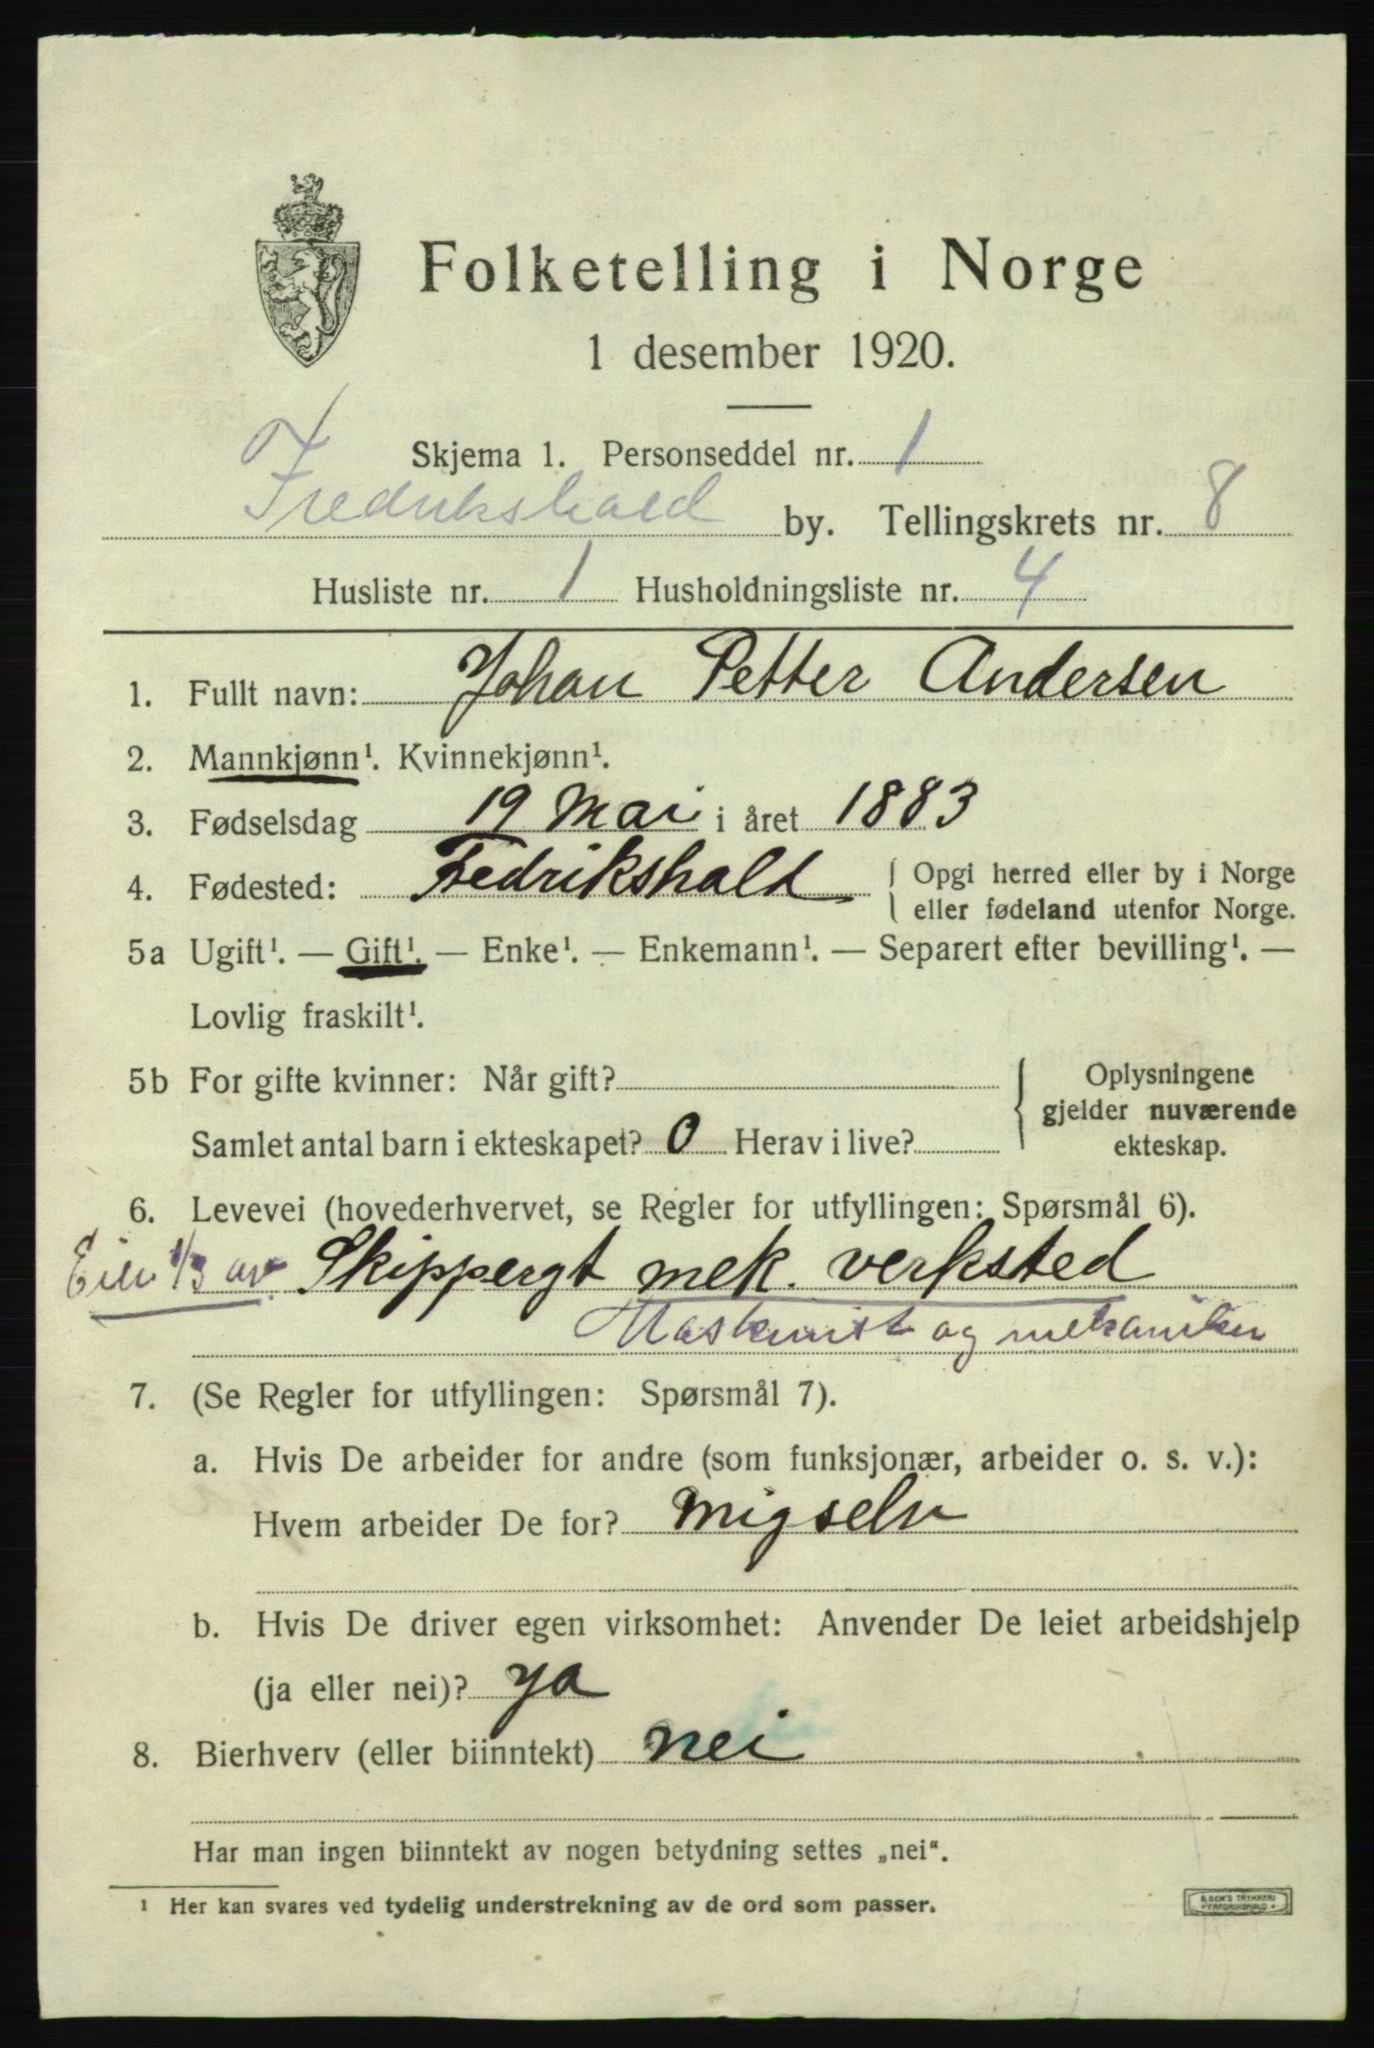 Folketelling i Norge
1 desember 1920.
Skjema 1. Personseddel nr. 1
Fredrikshald by. Tellingskrets nr. 8
Husliste nr. 1 Husholdningsliste nr. 4
1. Fullt navn: Johan Petter Andersen
2. Mannkjønn¹. Kvinnekjønn¹.
3. Fødselsdag 19 Mai i året 1883
4. Fødested: Fredrikshald { Opgi herred eller by i Norge
eller fødeland utenfor Norge.
5a Ugift¹. — Gift¹. — Enke¹. — Enkemann¹. — Separert efter bevilling¹. —
Lovlig fraskilt¹.
5b For gifte kvinner: Når gift?
Samlet antal barn i ekteskapet? 0 Herav i live?
Oplysningene
gjelder nuværende
ekteskap.
6. Levevei (hovederhvervet, se Regler for utfyllingen: Spørsmål 6).
Eier 1/3 av Skippergt mek. verksted
Maskinist og mekaniker
7. (Se Regler for utfyllingen: Spørsmål 7).
a. Hvis De arbeider for andre (som funksjonær, arbeider o. s. v.):
Hvem arbeider De for? Migselv
b. Hvis De driver egen virksomhet: Anvender De leiet arbeidshjelp
(ja eller nei)? ja
8. Bierhverv (eller biinntekt) nei
Har man ingen biinntekt av nogen betydning settes „nei“.
¹ Her kan svares ved tydelig understrekning av de ord som passer.